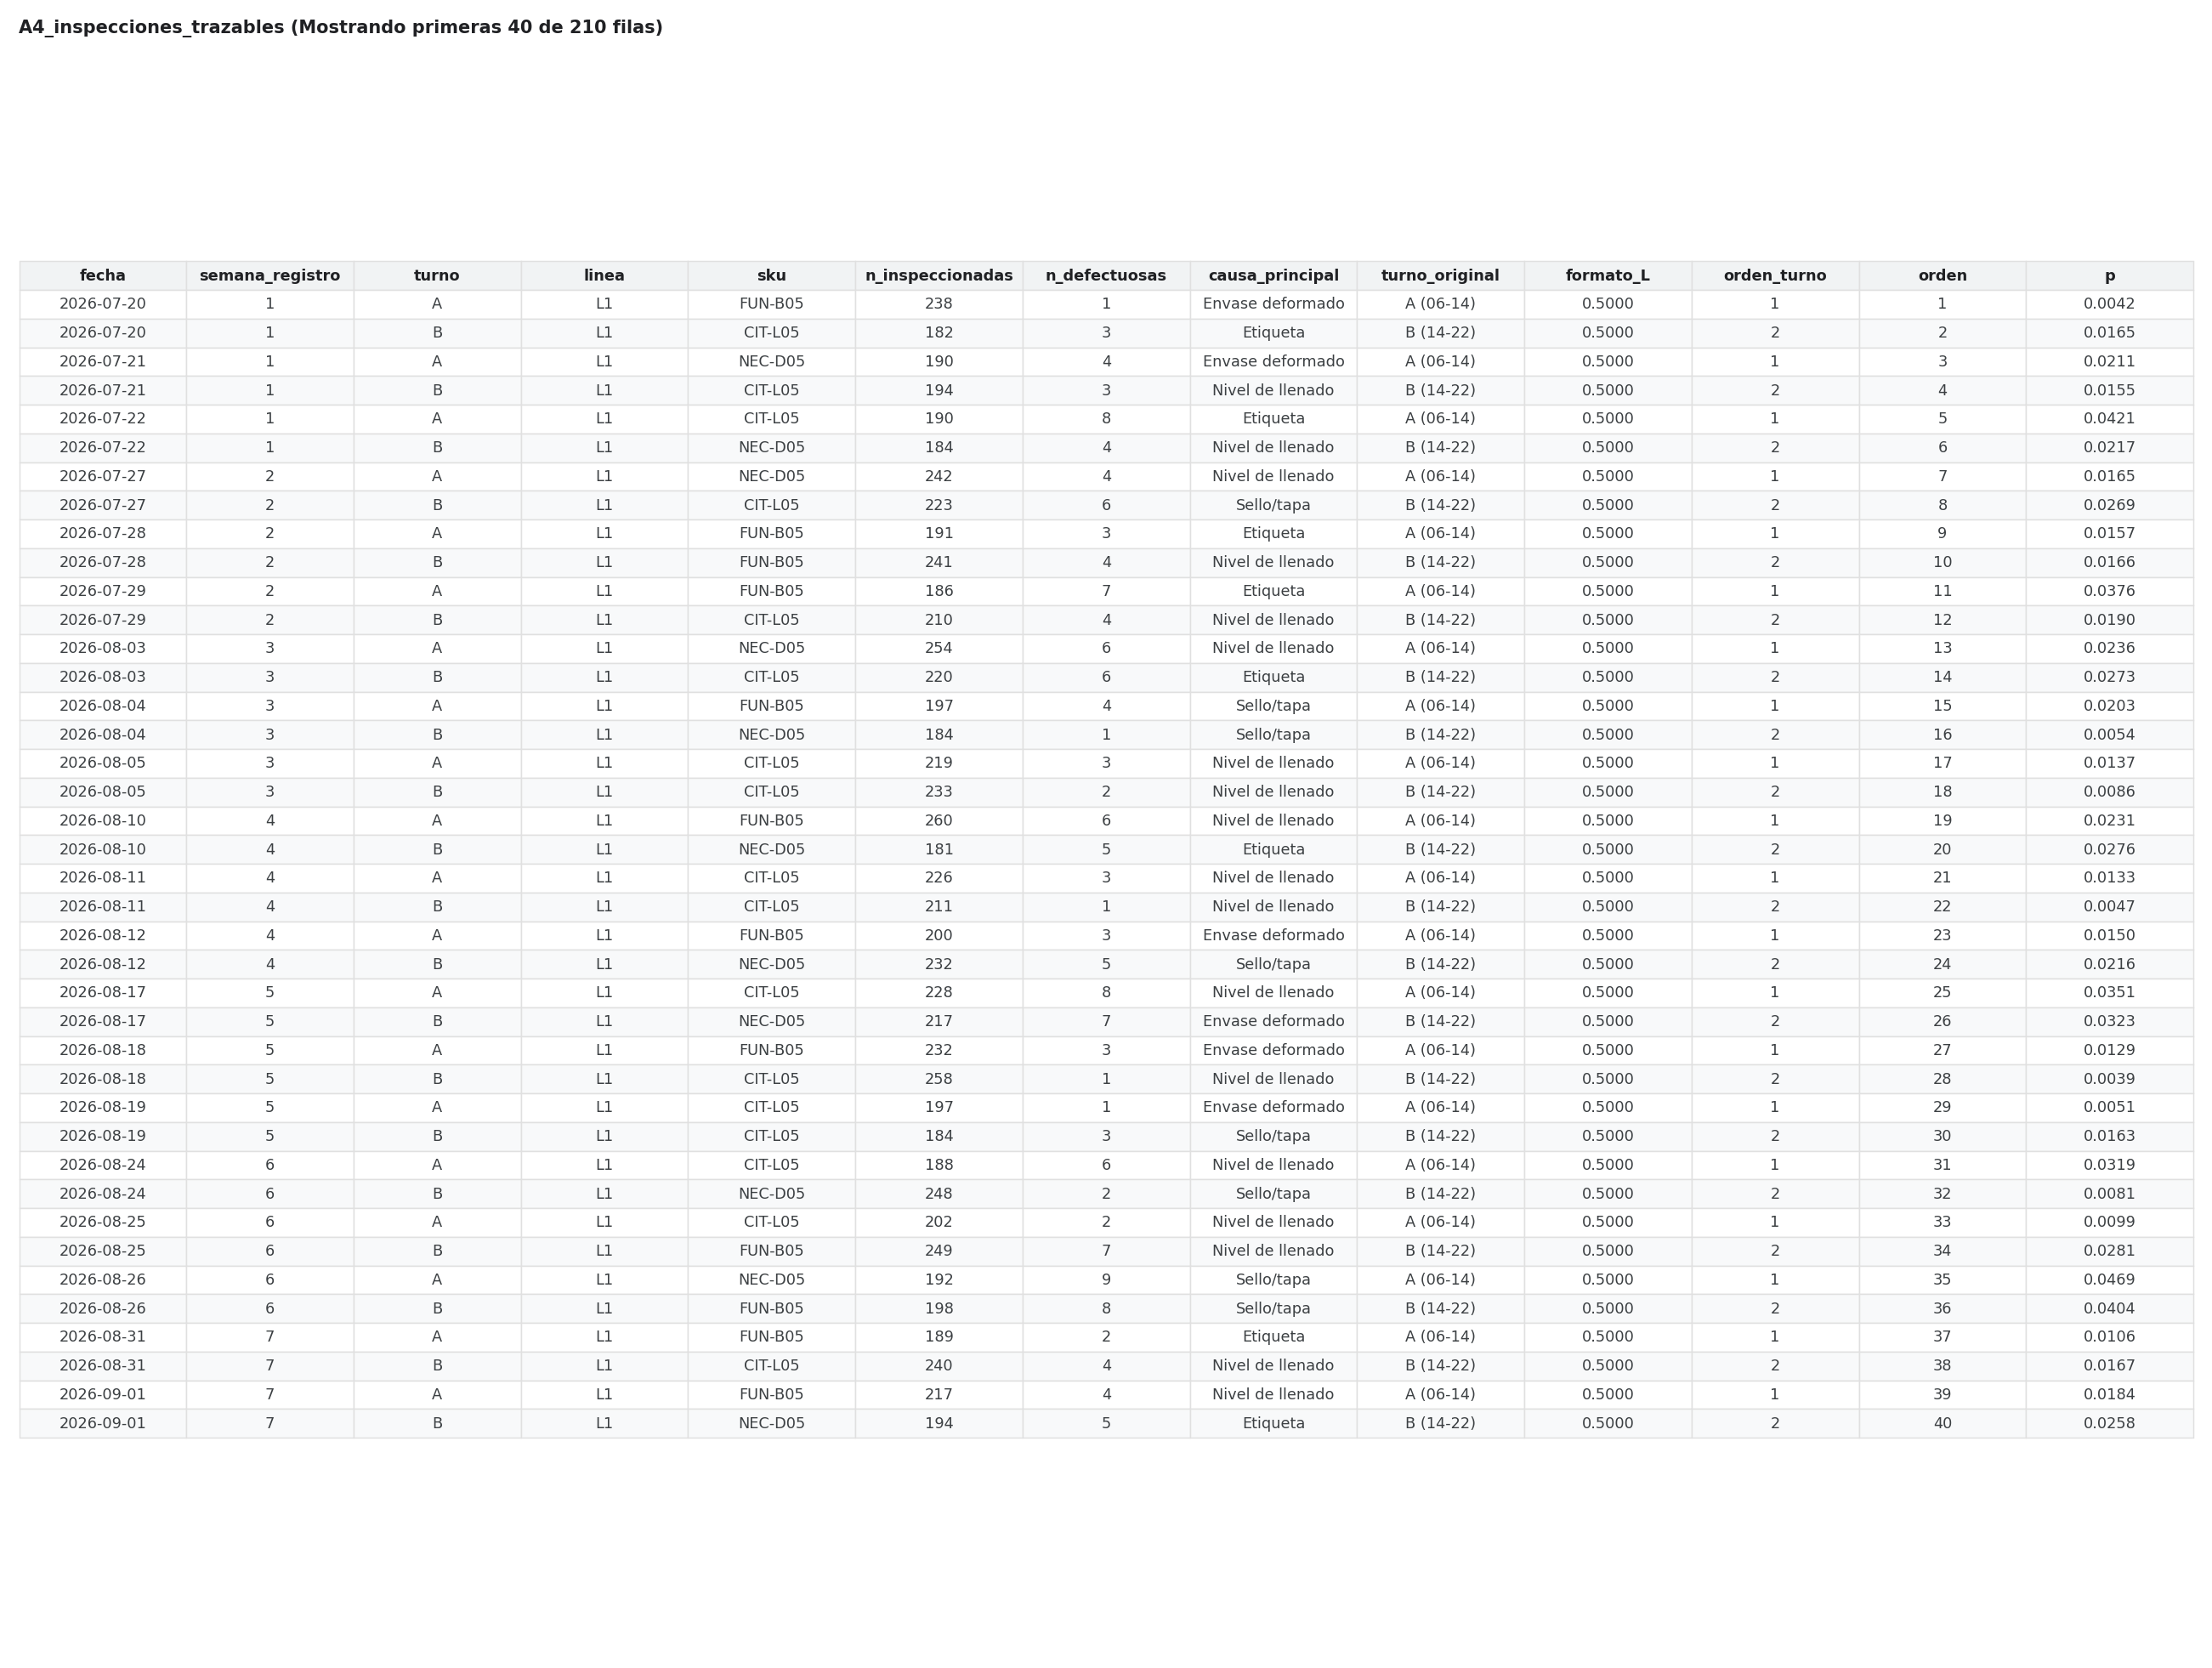 A4_inspecciones_trazables (Mostrando primeras 40 de 210 filas)
fecha semana_registro turno linea sku n_inspeccionadas n_defectuosas causa_principal turno_original formato_L orden_turno orden p
2026-07-20 1 A L1 FUN-B05 238 1 Envase deformado A (06-14) 0.5000 1 1 0.0042
2026-07-20 1 B L1 CIT-L05 182 3 Etiqueta B (14-22) 0.5000 2 2 0.0165
2026-07-21 1 A L1 NEC-D05 190 4 Envase deformado A (06-14) 0.5000 1 3 0.0211
2026-07-21 1 B L1 CIT-L05 194 3 Nivel de llenado B (14-22) 0.5000 2 4 0.0155
2026-07-22 1 A L1 CIT-L05 190 8 Etiqueta A (06-14) 0.5000 1 5 0.0421
2026-07-22 1 B L1 NEC-D05 184 4 Nivel de llenado B (14-22) 0.5000 2 6 0.0217
2026-07-27 2 A L1 NEC-D05 242 4 Nivel de llenado A (06-14) 0.5000 1 7 0.0165
2026-07-27 2 B L1 CIT-L05 223 6 Sello/tapa B (14-22) 0.5000 2 8 0.0269
2026-07-28 2 A L1 FUN-B05 191 3 Etiqueta A (06-14) 0.5000 1 9 0.0157
2026-07-28 2 B L1 FUN-B05 241 4 Nivel de llenado B (14-22) 0.5000 2 10 0.0166
2026-07-29 2 A L1 FUN-B05 186 7 Etiqueta A (06-14) 0.5000 1 11 0.0376
2026-07-29 2 B L1 CIT-L05 210 4 Nivel de llenado B (14-22) 0.5000 2 12 0.0190
2026-08-03 3 A L1 NEC-D05 254 6 Nivel de llenado A (06-14) 0.5000 1 13 0.0236
2026-08-03 3 B L1 CIT-L05 220 6 Etiqueta B (14-22) 0.5000 2 14 0.0273
2026-08-04 3 A L1 FUN-B05 197 4 Sello/tapa A (06-14) 0.5000 1 15 0.0203
2026-08-04 3 B L1 NEC-D05 184 1 Sello/tapa B (14-22) 0.5000 2 16 0.0054
2026-08-05 3 A L1 CIT-L05 219 3 Nivel de llenado A (06-14) 0.5000 1 17 0.0137
2026-08-05 3 B L1 CIT-L05 233 2 Nivel de llenado B (14-22) 0.5000 2 18 0.0086
2026-08-10 4 A L1 FUN-B05 260 6 Nivel de llenado A (06-14) 0.5000 1 19 0.0231
2026-08-10 4 B L1 NEC-D05 181 5 Etiqueta B (14-22) 0.5000 2 20 0.0276
2026-08-11 4 A L1 CIT-L05 226 3 Nivel de llenado A (06-14) 0.5000 1 21 0.0133
2026-08-11 4 B L1 CIT-L05 211 1 Nivel de llenado B (14-22) 0.5000 2 22 0.0047
2026-08-12 4 A L1 FUN-B05 200 3 Envase deformado A (06-14) 0.5000 1 23 0.0150
2026-08-12 4 B L1 NEC-D05 232 5 Sello/tapa B (14-22) 0.5000 2 24 0.0216
2026-08-17 5 A L1 CIT-L05 228 8 Nivel de llenado A (06-14) 0.5000 1 25 0.0351
2026-08-17 5 B L1 NEC-D05 217 7 Envase deformado B (14-22) 0.5000 2 26 0.0323
2026-08-18 5 A L1 FUN-B05 232 3 Envase deformado A (06-14) 0.5000 1 27 0.0129
2026-08-18 5 B L1 CIT-L05 258 1 Nivel de llenado B (14-22) 0.5000 2 28 0.0039
2026-08-19 5 A L1 CIT-L05 197 1 Envase deformado A (06-14) 0.5000 1 29 0.0051
2026-08-19 5 B L1 CIT-L05 184 3 Sello/tapa B (14-22) 0.5000 2 30 0.0163
2026-08-24 6 A L1 CIT-L05 188 6 Nivel de llenado A (06-14) 0.5000 1 31 0.0319
2026-08-24 6 B L1 NEC-D05 248 2 Sello/tapa B (14-22) 0.5000 2 32 0.0081
2026-08-25 6 A L1 CIT-L05 202 2 Nivel de llenado A (06-14) 0.5000 1 33 0.0099
2026-08-25 6 B L1 FUN-B05 249 7 Nivel de llenado B (14-22) 0.5000 2 34 0.0281
2026-08-26 6 A L1 NEC-D05 192 9 Sello/tapa A (06-14) 0.5000 1 35 0.0469
2026-08-26 6 B L1 FUN-B05 198 8 Sello/tapa B (14-22) 0.5000 2 36 0.0404
2026-08-31 7 A L1 FUN-B05 189 2 Etiqueta A (06-14) 0.5000 1 37 0.0106
2026-08-31 7 B L1 CIT-L05 240 4 Nivel de llenado B (14-22) 0.5000 2 38 0.0167
2026-09-01 7 A L1 FUN-B05 217 4 Nivel de llenado A (06-14) 0.5000 1 39 0.0184
2026-09-01 7 B L1 NEC-D05 194 5 Etiqueta B (14-22) 0.5000 2 40 0.0258